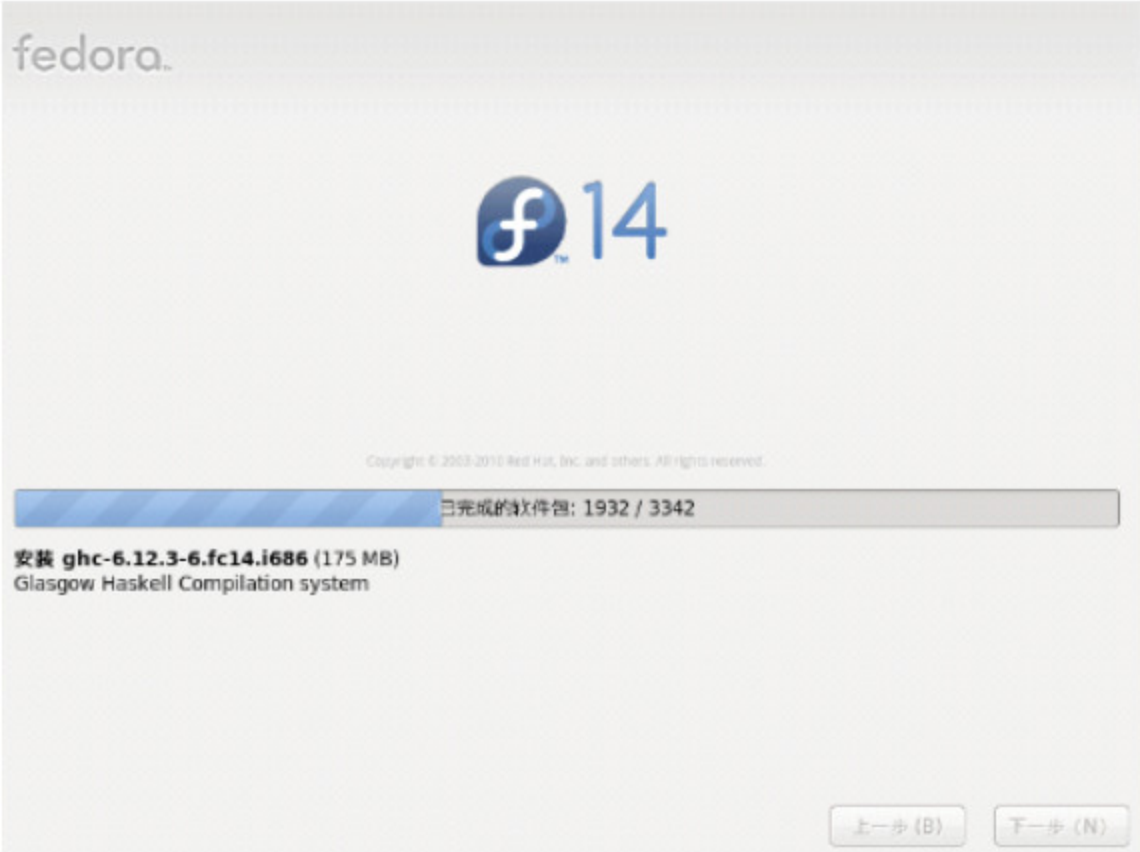 fedora
14
Copyright © 2003-2010 Red Hat, Inc. and others. All rights reserved.
已完成的软件包: 1932 / 3342
安装 ghc-6.12.3-6.fc14.i686 (175 MB)
Glasgow Haskell Compilation system
上一步(B) 下一步 (N)